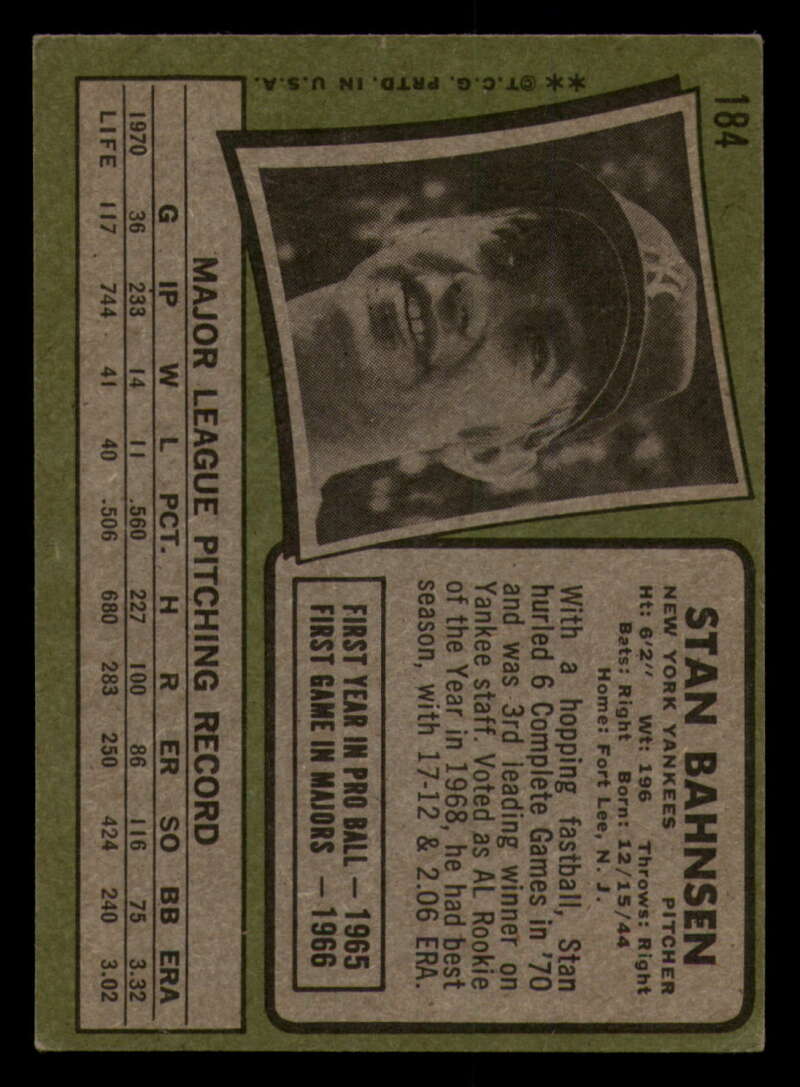 184
STAN BAHNSEN
NEW YORK YANKEES PITCHER
Ht: 6'2" Wt: 196 Throws: Right
Bats: Right Born: 12/15/44
Home: Fort Lee, N. J.
With a hopping fastball, Stan
hurled 6 Complete Games in '70
and was 3rd leading winner on
Yankee staff. Voted as AL Rookie
of the Year in 1968, he had best
season, with 17-12 & 2.06 ERA.
FIRST YEAR IN PRO BALL — 1965
FIRST GAME IN MAJORS — 1966
NY
MAJOR LEAGUE PITCHING RECORD
G IP W L PCT. H R ER SO BB ERA
1970 36 233 14 11 .560 227 100 86 116 75 3.32
LIFE 117 744 41 40 .506 680 283 250 424 240 3.02
**©T.C.G. PRTD. IN U.S.A.